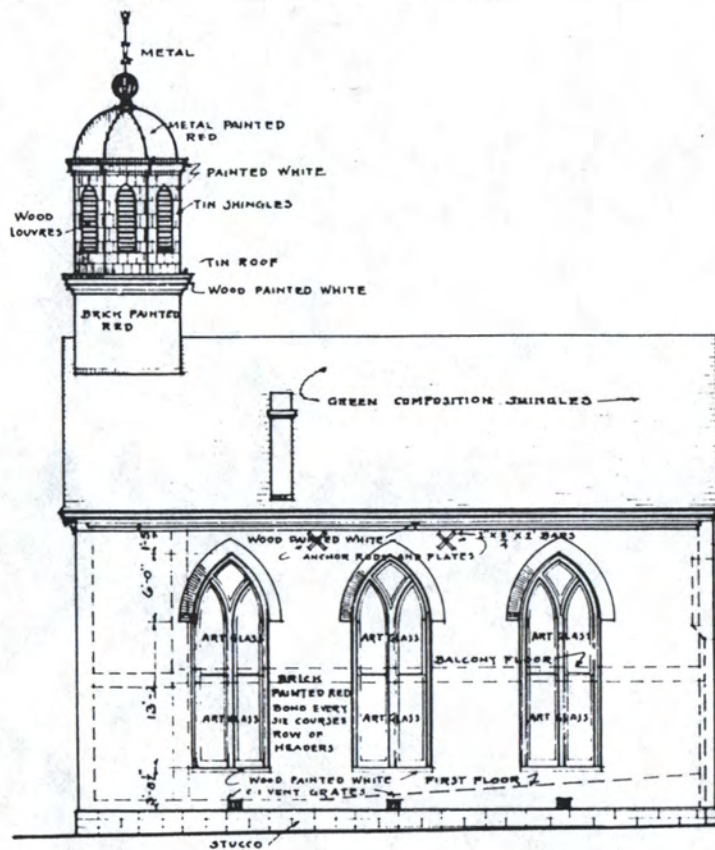 METAL
METAL PAINTED
RED
PAINTED WHITE
TIN SHINGLES
WOOD
LOUVRES
TIN ROOF
WOOD PAINTED WHITE
BRICK PAINTED
RED
GREEN COMPOSITION SHINGLES
WOOD PAINTED WHITE
X 1' BARS
ANCHOR RODS AND PLATES
6'-0"
ART GLASS
ART GLASS
ART GLASS
BALCONY FLOOR
13-2
BRICK
PAINTED RED
BOND EVERY
SIX COURSES
ROW OF
HEADERS
ART GLASS
ART GLASS
ART GLASS
WOOD PAINTED WHITE
FIRST FLOOR
C.I VENT GRATES
STUCCO